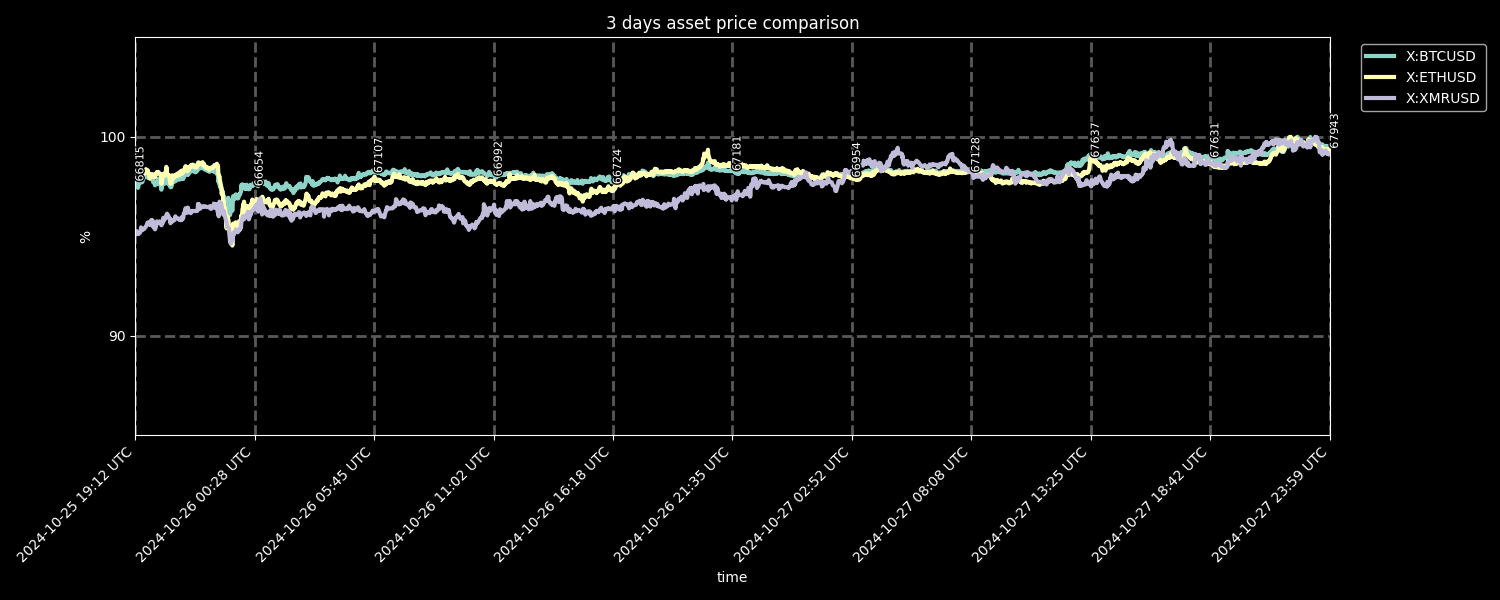 3 days asset price comparison
X:BTCUSD
X:ETHUSD
X:XMRUSD
100
90
%
66815
66654
67107
66992
66724
67181
66954
67128
67637
67631
67943
2024-10-25 19:12 UTC
2024-10-26 00:28 UTC
2024-10-26 05:45 UTC
2024-10-26 11:02 UTC
2024-10-26 16:18 UTC
2024-10-26 21:35 UTC
2024-10-27 02:52 UTC
2024-10-27 08:08 UTC
2024-10-27 13:25 UTC
2024-10-27 18:42 UTC
2024-10-27 23:59 UTC
time